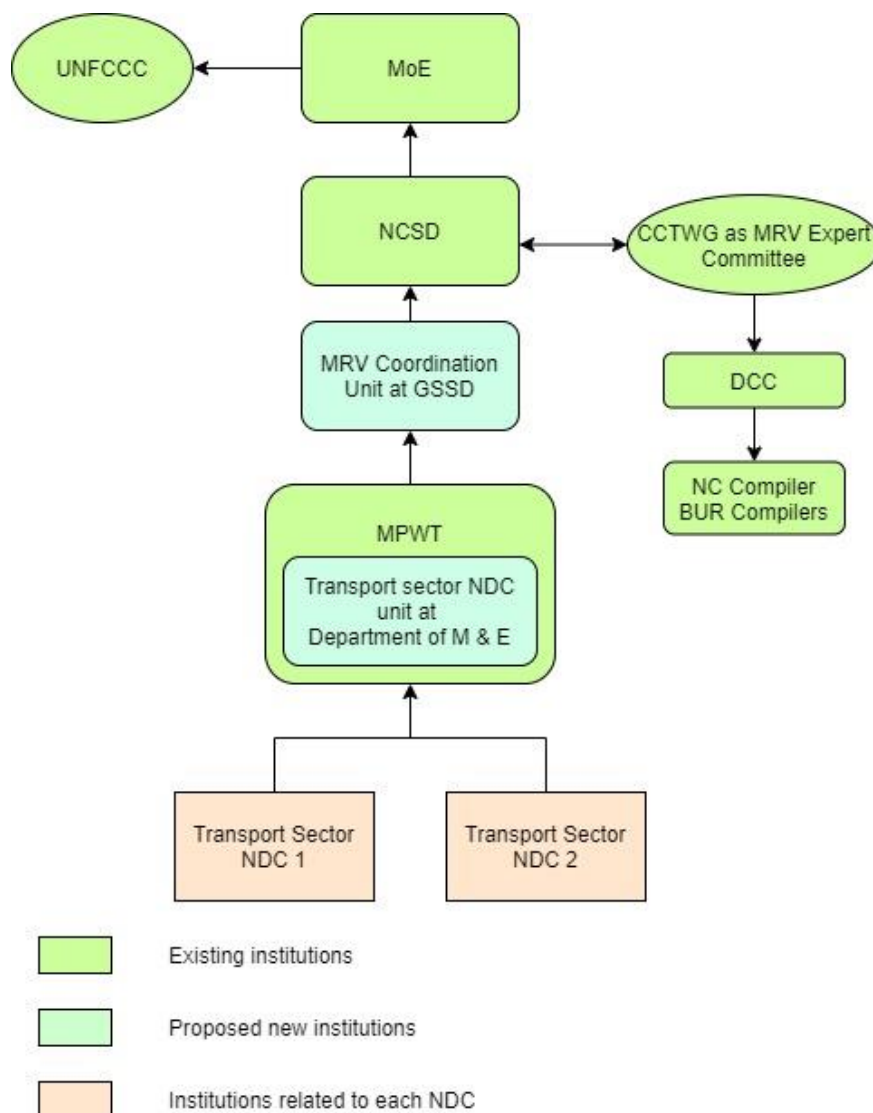 UNFCCC
MoE
NCSD
CCTWG as MRV Expert
Committee
MRV Coordination
Unit at GSSD
DCC
NC Compiler
BUR Compilers
MPWT
Transport sector NDC
unit at
Department of M & E
Transport Sector
NDC 1
Transport Sector
NDC 2
Existing institutions
Proposed new institutions
Institutions related to each NDC